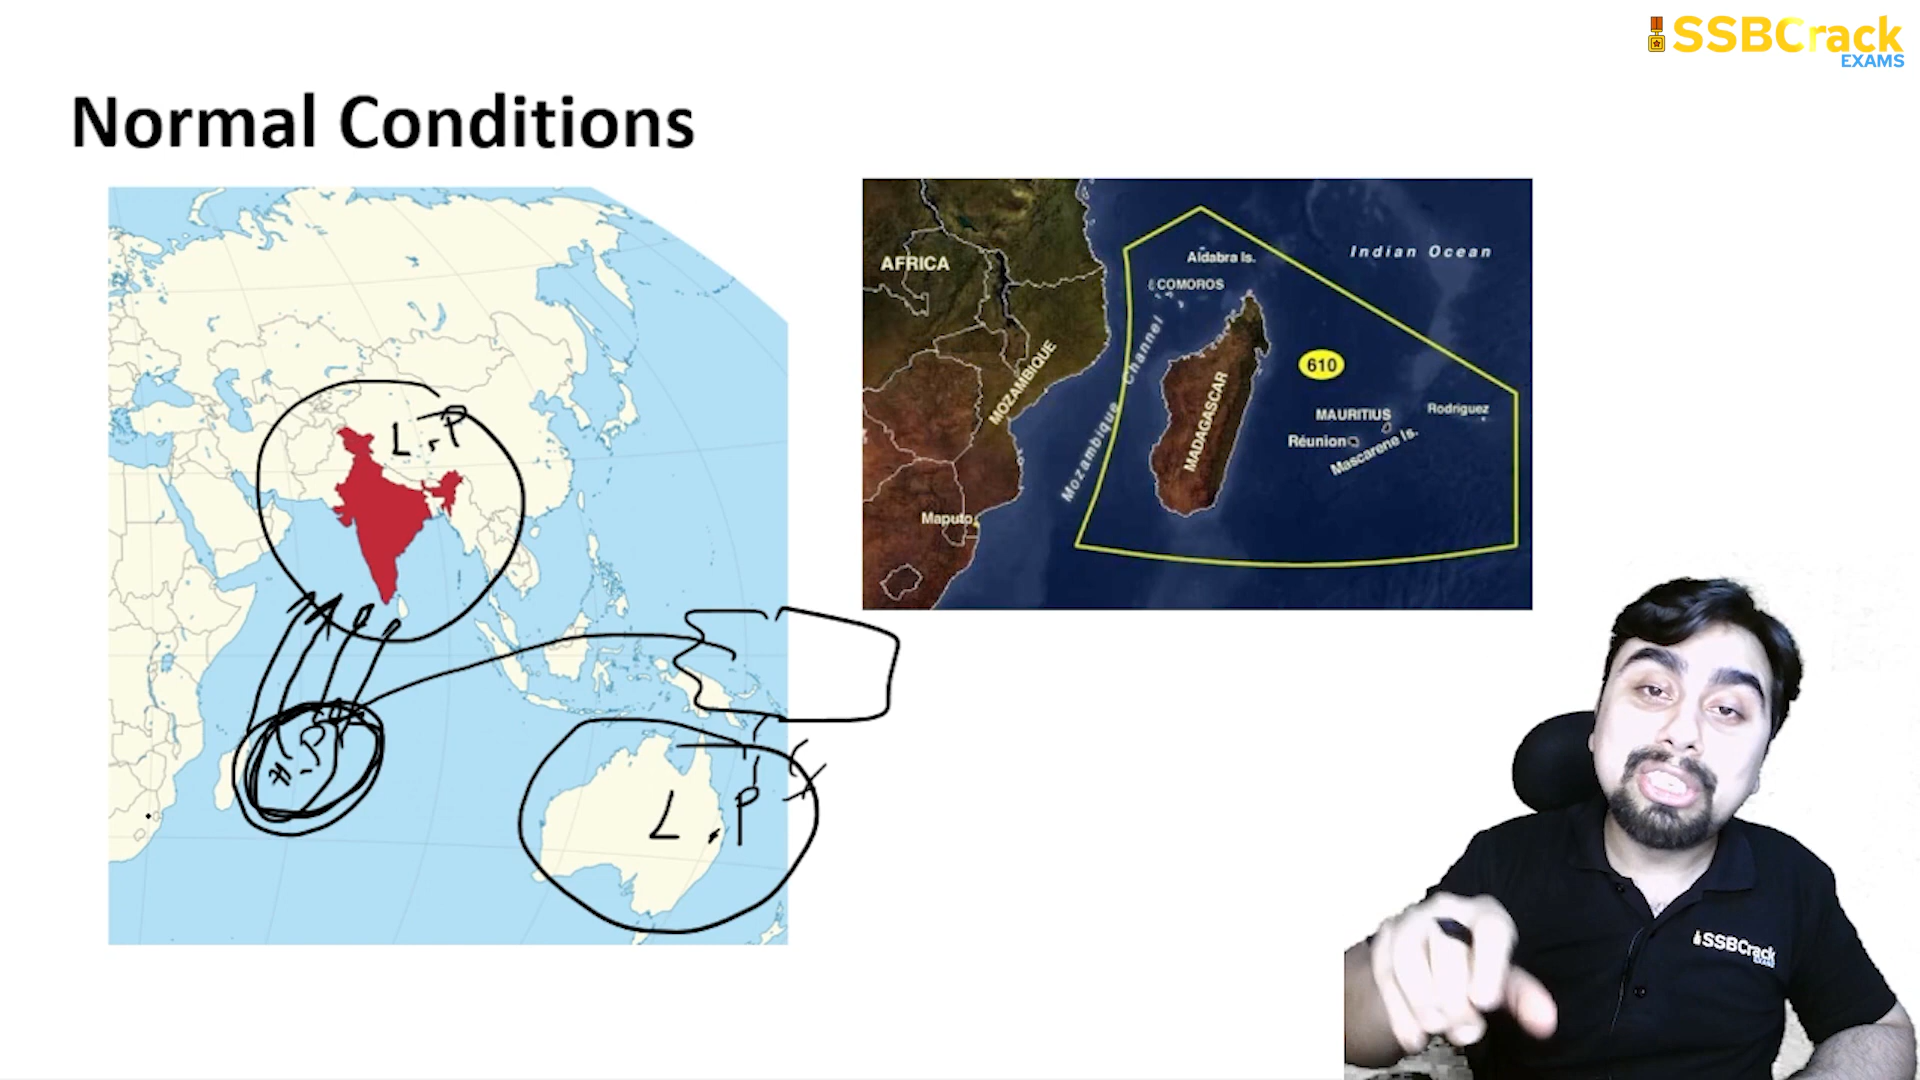 SSBCrack
EXAMS
Normal Conditions
AFRICA
Aldabra Is.
Indian Ocean
COMOROS
Mozambique Channel
MOZAMBIQUE
610
MADAGASCAR
MAURITIUS
Rodriguez
Réunion
Mascarene Is.
Maputo
L.P
L.P
SSBCrack
EXAMS